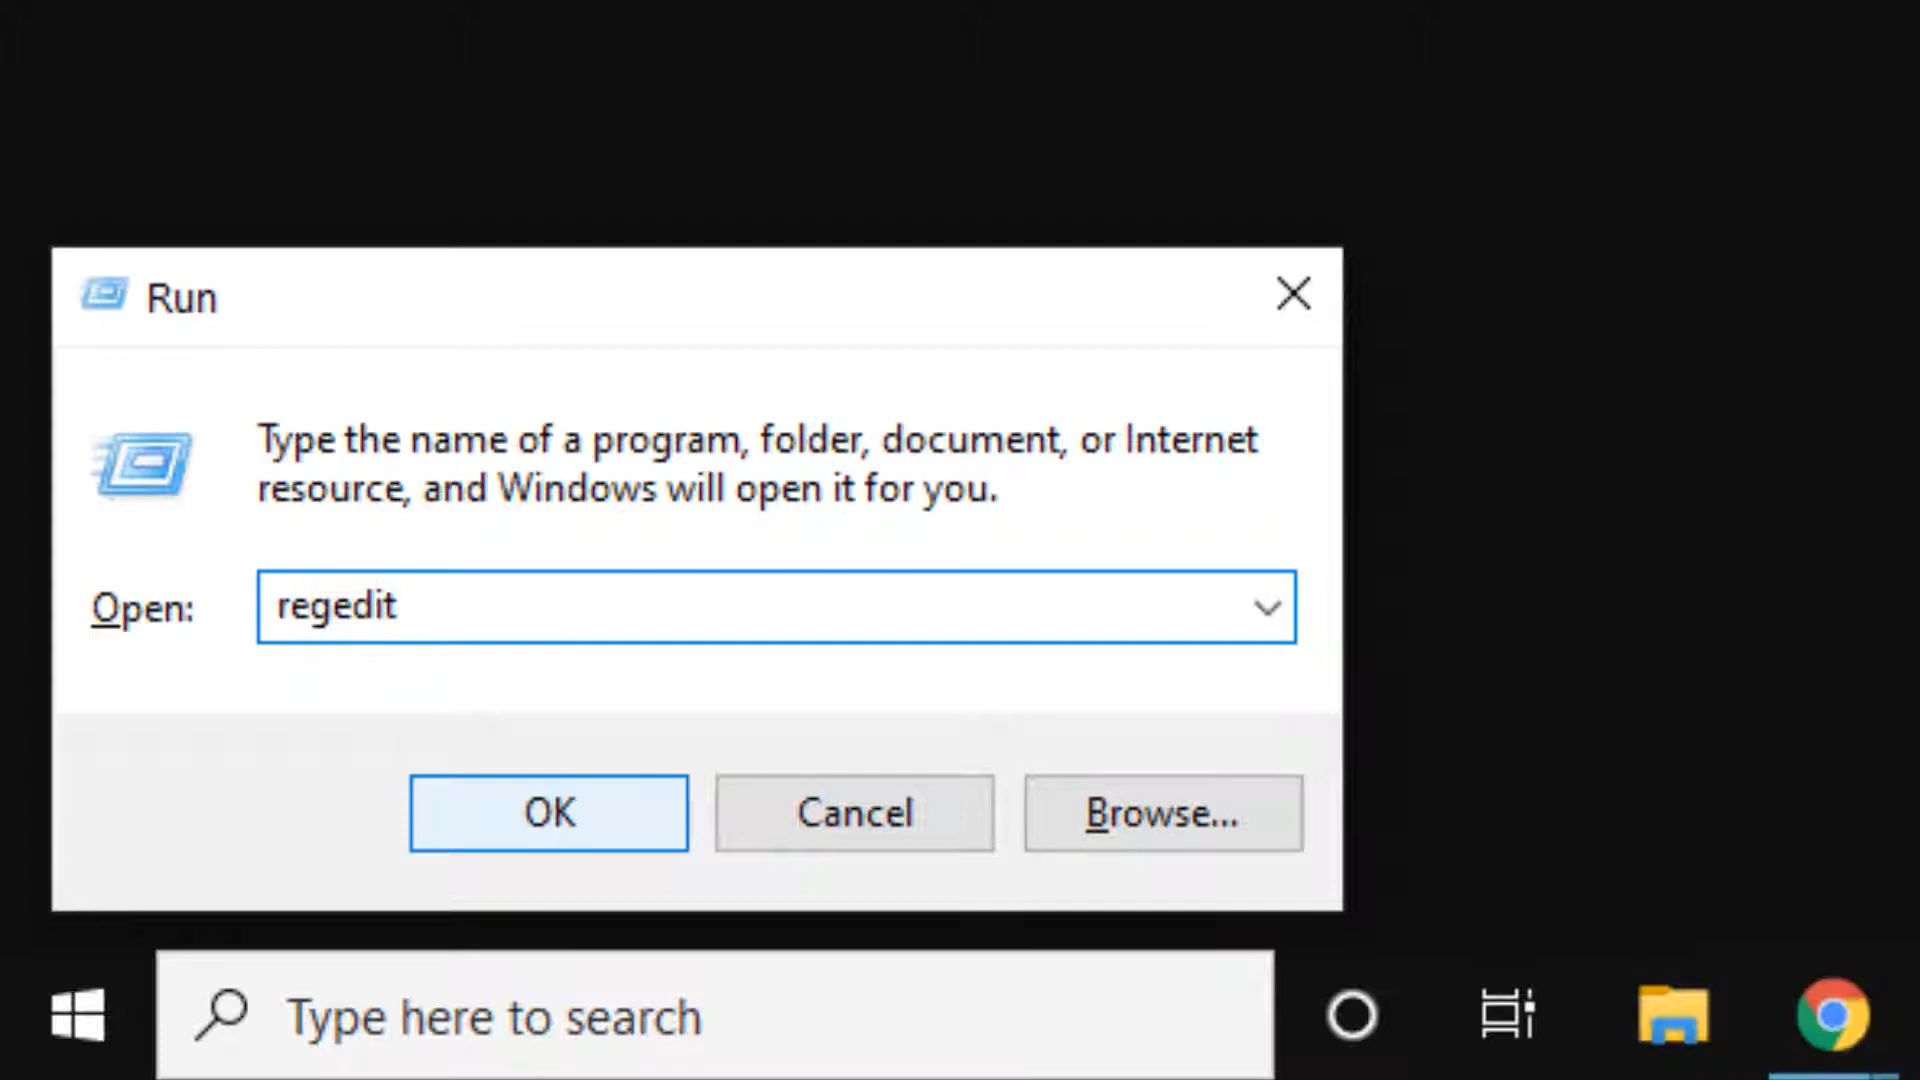 Run
Type the name of a program, folder, document, or Internet
resource, and Windows will open it for you.
Open: regedit
OK Cancel Browse...
Type here to search